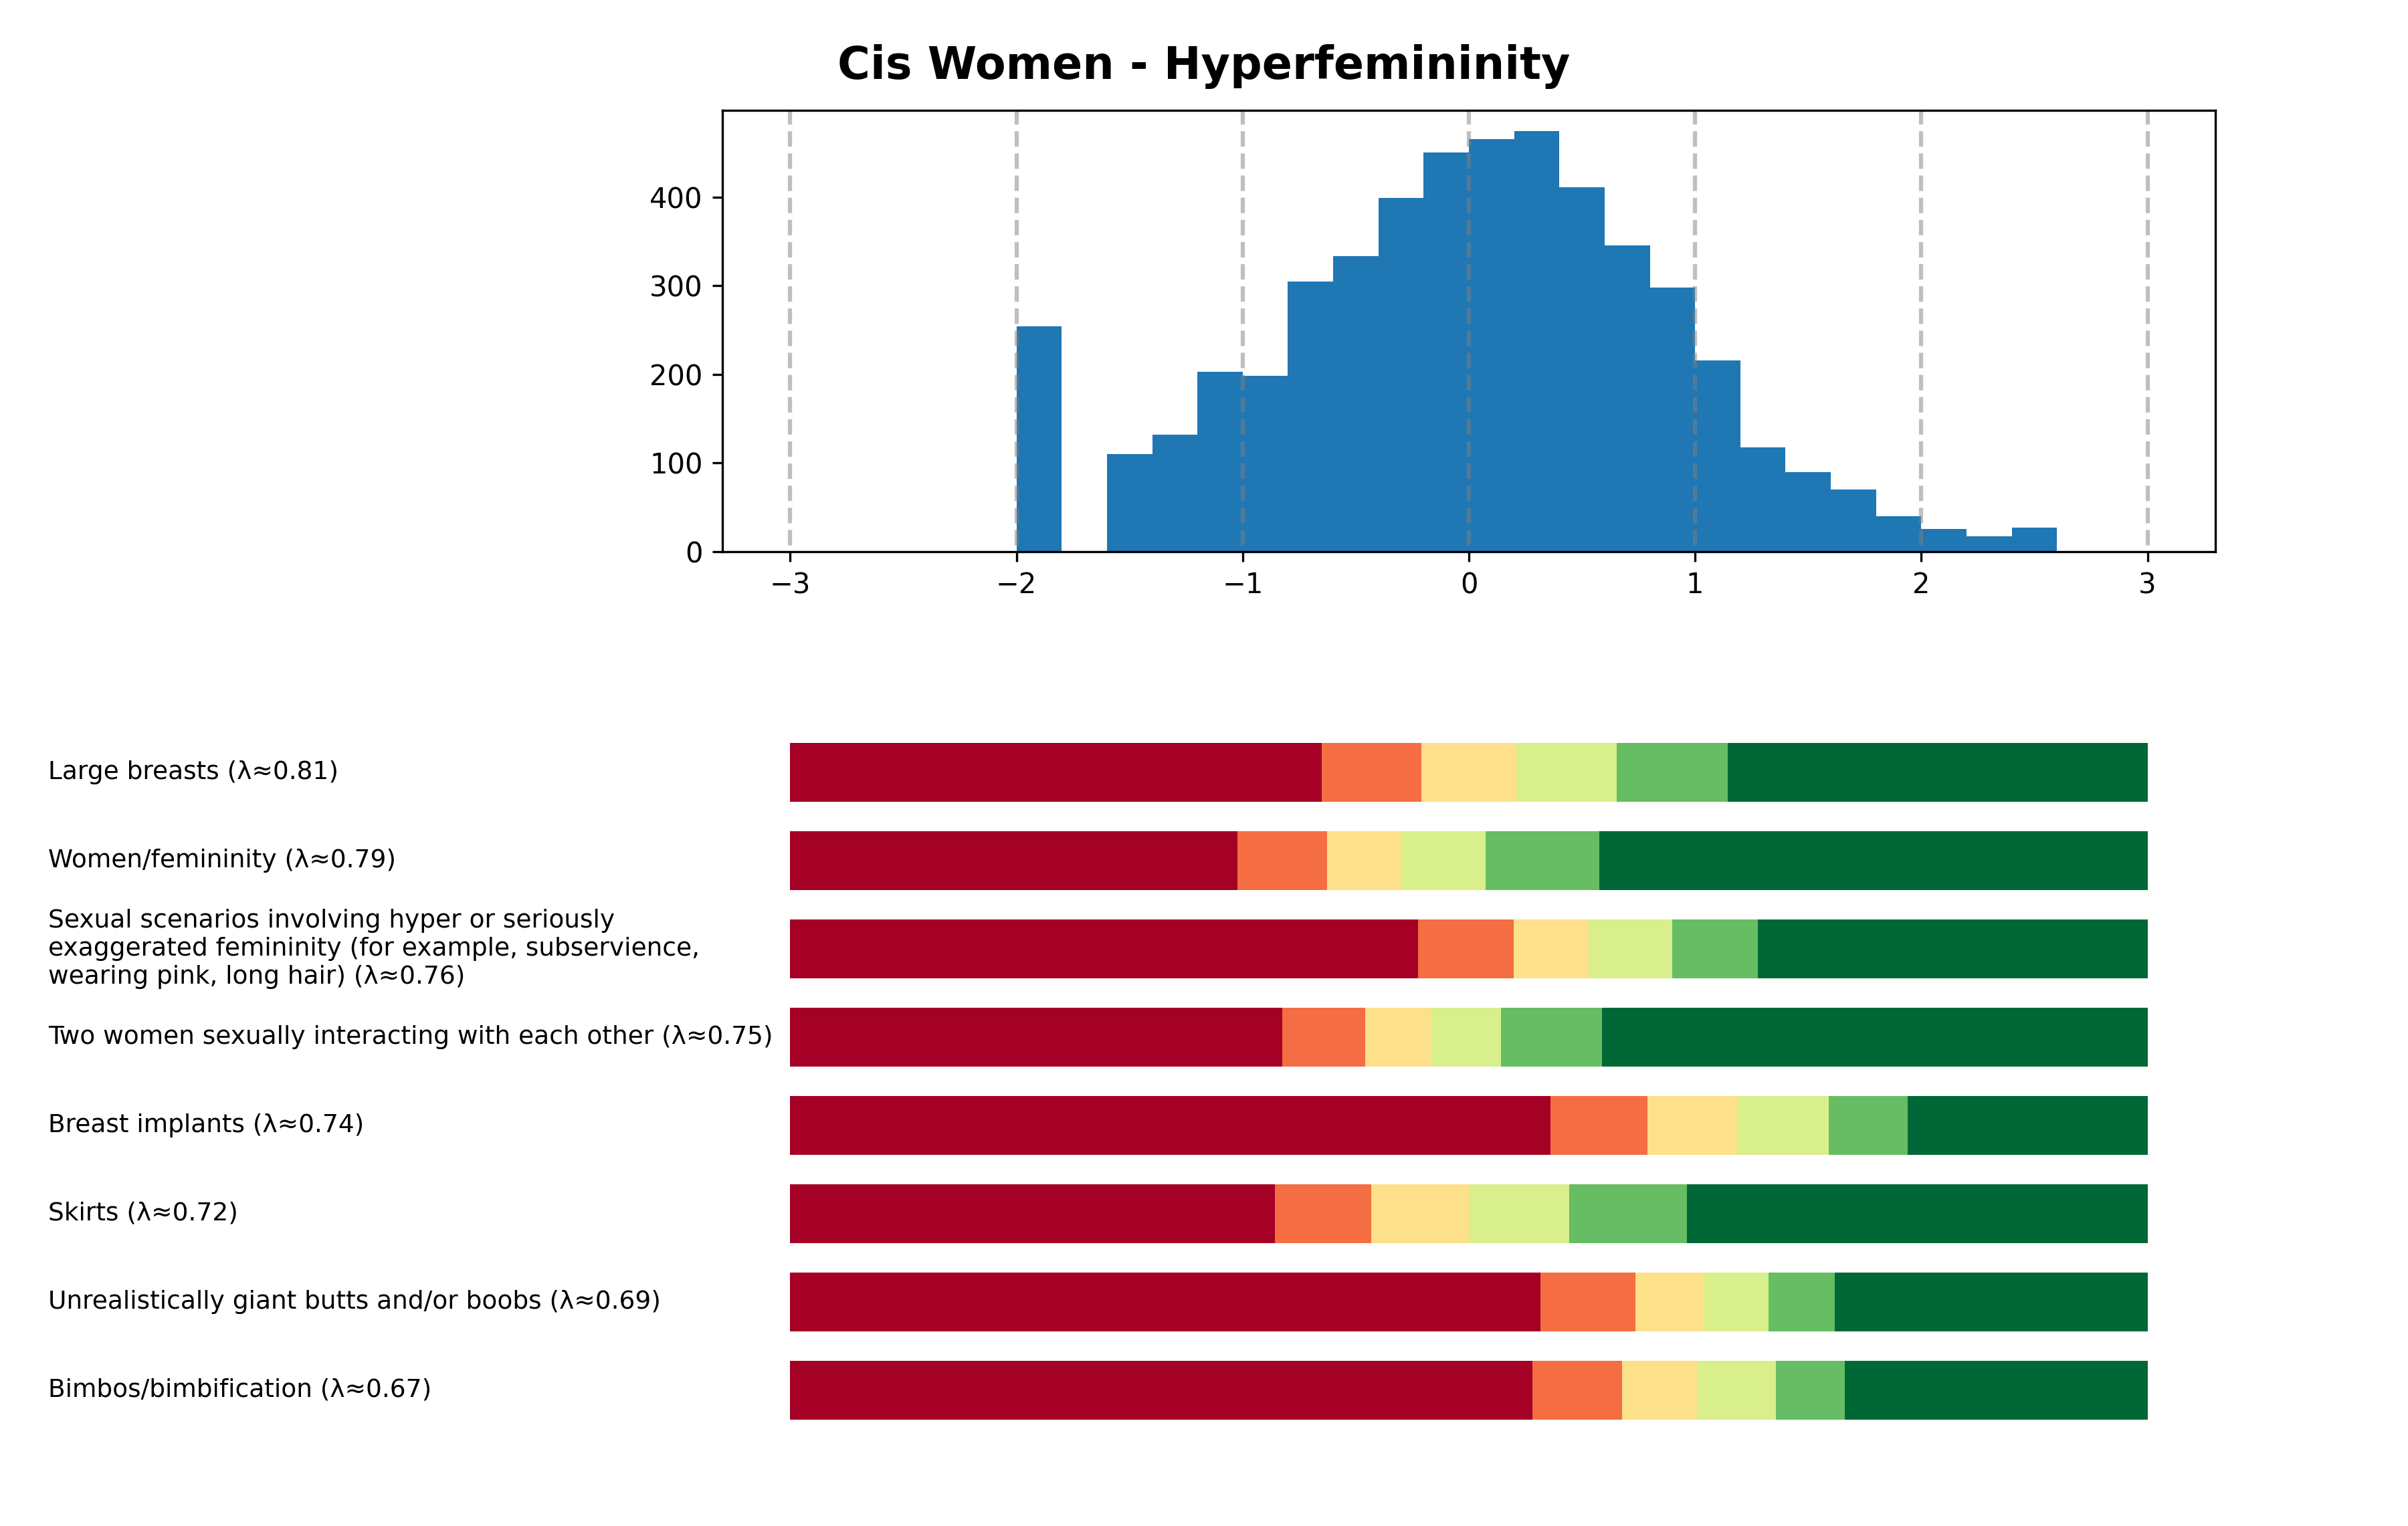 Cis Women - Hyperfemininity
400
300
200
100
0
−3
−2
−1
0
1
2
3
Large breasts (λ≈0.81)
Women/femininity (λ≈0.79)
Sexual scenarios involving hyper or seriously
exaggerated femininity (for example, subservience,
wearing pink, long hair) (λ≈0.76)
Two women sexually interacting with each other (λ≈0.75)
Breast implants (λ≈0.74)
Skirts (λ≈0.72)
Unrealistically giant butts and/or boobs (λ≈0.69)
Bimbos/bimbification (λ≈0.67)